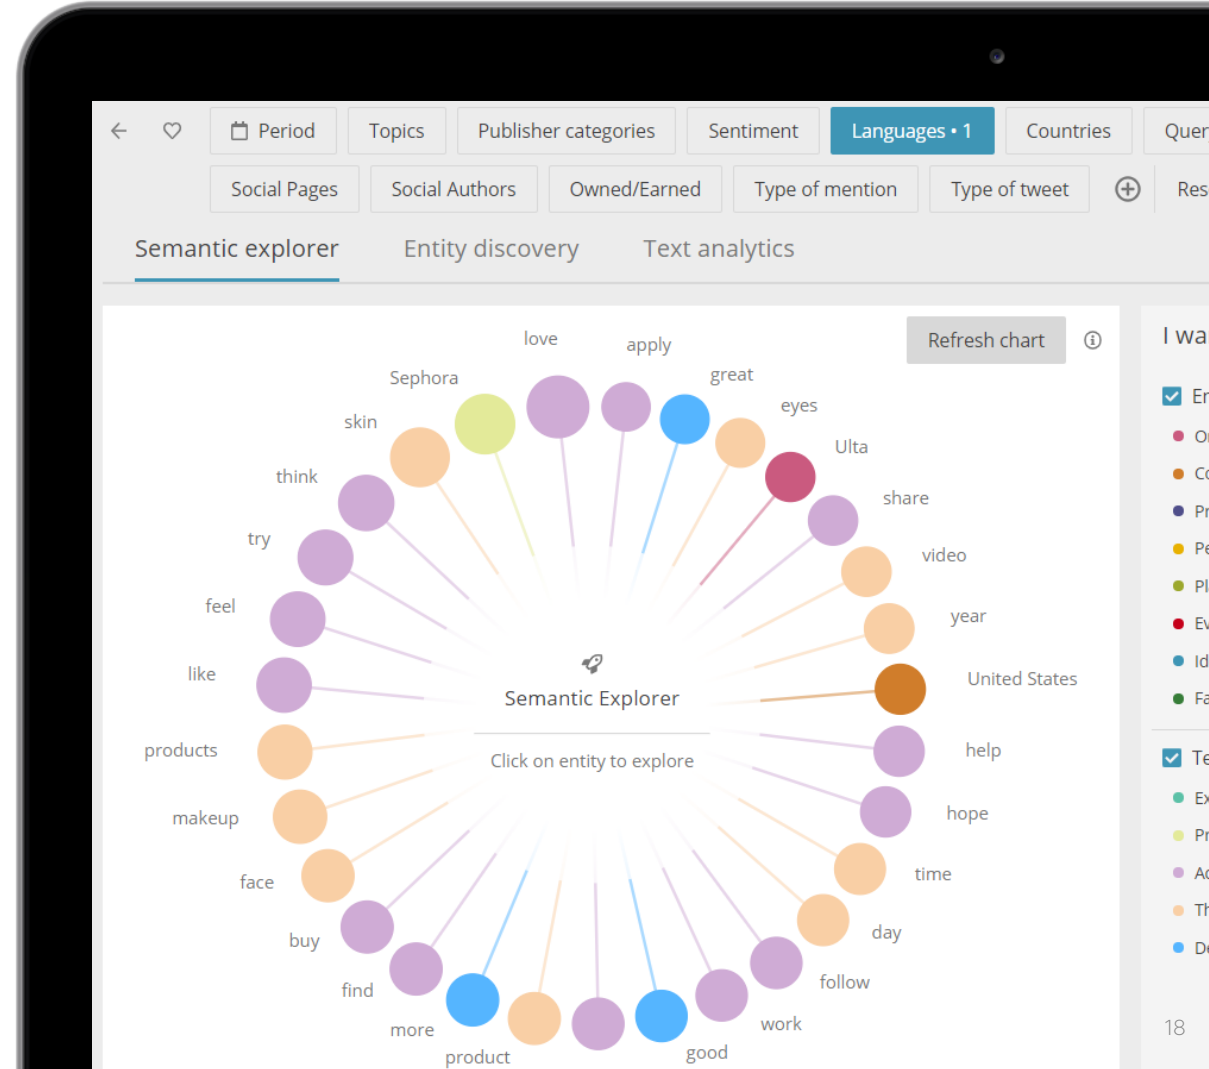 Period
Topics
Publisher categories
Sentiment
Languages • 1
Countries
Social Pages
Social Authors
Owned/Earned
Type of mention
Type of tweet
Semantic explorer
Entity discovery
Text analytics
Refresh chart
love
apply
great
eyes
Ulta
share
video
year
United States
help
hope
time
day
follow
work
good
product
more
find
buy
face
makeup
products
like
feel
try
think
skin
Sephora
Semantic Explorer
Click on entity to explore
18